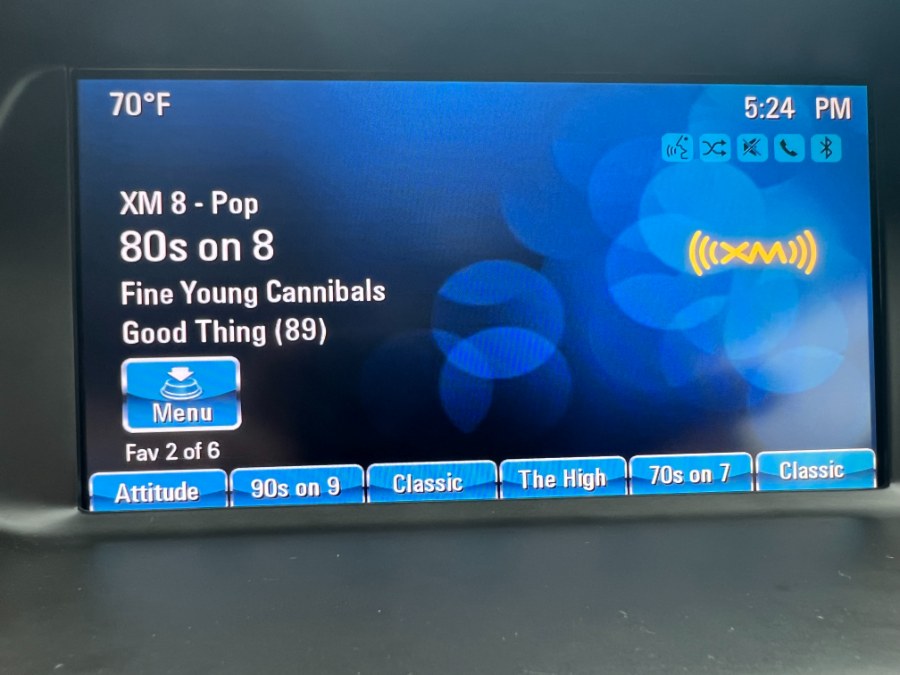 70°F
5:24 PM
XM 8 - Pop
80s on 8
XM
Fine Young Cannibals
Good Thing (89)
Menu
Fav 2 of 6
Attitude
90s on 9
Classic
The High
70s on 7
Classic